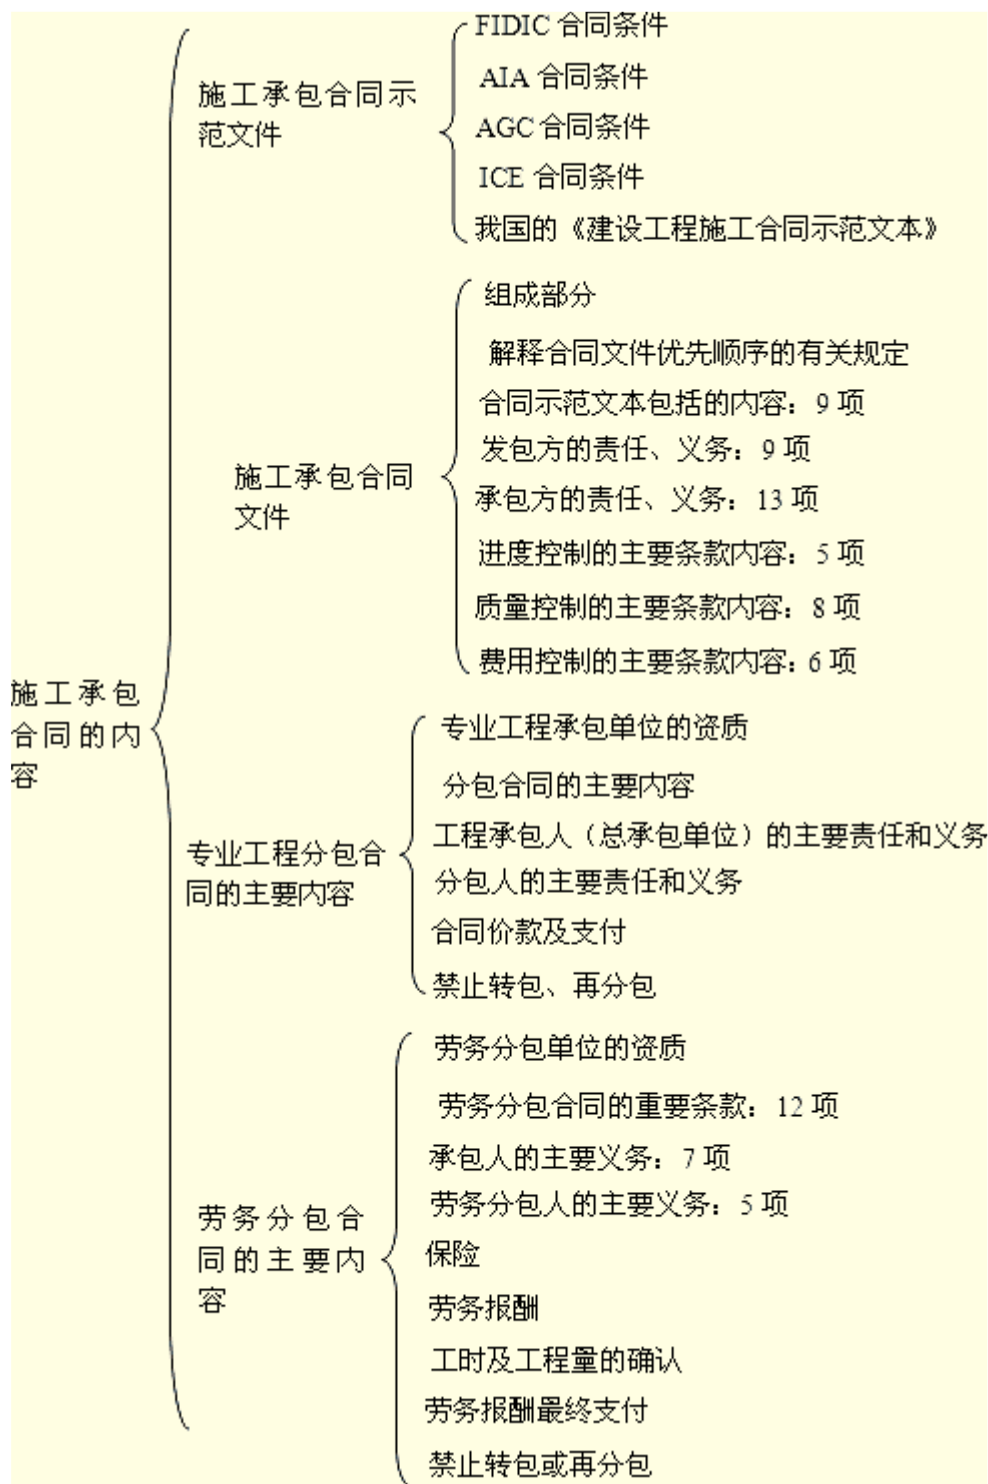 施工承包
合同的内
容
施工承包合同示
范文件
FIDIC 合同条件
AIA 合同条件
AGC 合同条件
ICE 合同条件
我国的《建设工程施工合同示范文本》
施工承包合同
文件
组成部分
解释合同文件优先顺序的有关规定
合同示范文本包括的内容：9 项
发包方的责任、义务：9 项
承包方的责任、义务：13 项
进度控制的主要条款内容：5 项
质量控制的主要条款内容：8 项
费用控制的主要条款内容：6 项
专业工程分包合
同的主要内容
专业工程承包单位的资质
分包合同的主要内容
工程承包人（总承包单位）的主要责任和义务
分包人的主要责任和义务
合同价款及支付
禁止转包、再分包
劳务分包合
同的主要内
容
劳务分包单位的资质
劳务分包合同的重要条款：12 项
承包人的主要义务：7 项
劳务分包人的主要义务：5 项
保险
劳务报酬
工时及工程量的确认
劳务报酬最终支付
禁止转包或再分包